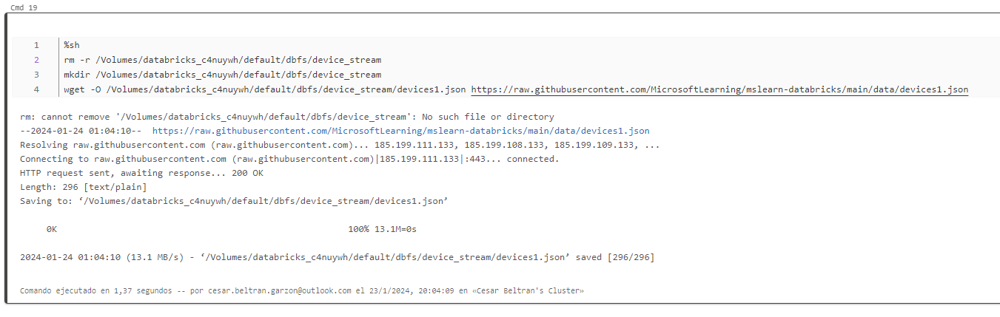 Cmd 19
1 %sh
2 rm -r /Volumes/databricks_c4nuywh/default/dbfs/device_stream
3 mkdir /Volumes/databricks_c4nuywh/default/dbfs/device_stream
4 wget -O /Volumes/databricks_c4nuywh/default/dbfs/device_stream/devices1.json https://raw.githubusercontent.com/MicrosoftLearning/mslearn-databricks/main/data/devices1.json
rm: cannot remove '/Volumes/databricks_c4nuywh/default/dbfs/device_stream': No such file or directory
--2024-01-24 01:04:10--  https://raw.githubusercontent.com/MicrosoftLearning/mslearn-databricks/main/data/devices1.json
Resolving raw.githubusercontent.com (raw.githubusercontent.com)... 185.199.111.133, 185.199.108.133, 185.199.109.133, ...
Connecting to raw.githubusercontent.com (raw.githubusercontent.com)|185.199.111.133|:443... connected.
HTTP request sent, awaiting response... 200 OK
Length: 296 [text/plain]
Saving to: ‘/Volumes/databricks_c4nuywh/default/dbfs/device_stream/devices1.json’
0K 100% 13.1M=0s
2024-01-24 01:04:10 (13.1 MB/s) - ‘/Volumes/databricks_c4nuywh/default/dbfs/device_stream/devices1.json’ saved [296/296]
Comando ejecutado en 1,37 segundos -- por cesar.beltran.garzon@outlook.com el 23/1/2024, 20:04:09 en «Cesar Beltran's Cluster»